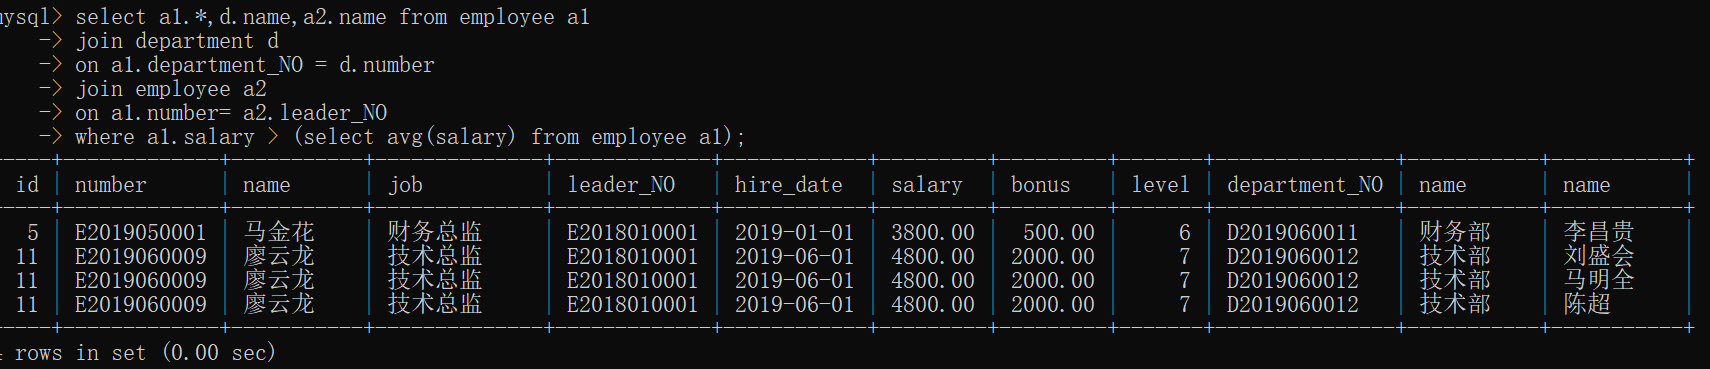 mysql> select a1.*,d.name,a2.name from employee a1
-> join department d
-> on a1.department_NO = d.number
-> join employee a2
-> on a1.number= a2.leader_NO
-> where a1.salary > (select avg(salary) from employee a1);
id | number | name | job | leader_NO | hire_date | salary | bonus | level | department_NO | name | name |
5 | E2019050001 | 马金花 | 财务总监 | E2018010001 | 2019-01-01 | 3800.00 | 500.00 | 6 | D2019060011 | 财务部 | 李昌贵 |
11 | E2019060009 | 廖云龙 | 技术总监 | E2018010001 | 2019-06-01 | 4800.00 | 2000.00 | 7 | D2019060012 | 技术部 | 刘盛会 |
11 | E2019060009 | 廖云龙 | 技术总监 | E2018010001 | 2019-06-01 | 4800.00 | 2000.00 | 7 | D2019060012 | 技术部 | 马明全 |
11 | E2019060009 | 廖云龙 | 技术总监 | E2018010001 | 2019-06-01 | 4800.00 | 2000.00 | 7 | D2019060012 | 技术部 | 陈超 |
rows in set (0.00 sec)